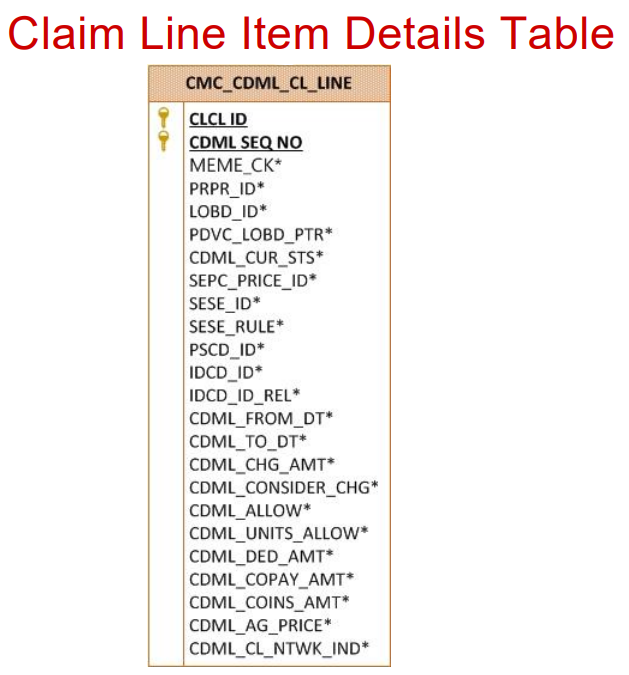 Claim Line Item Details Table
CMC_CDML_CL_LINE
CLCL ID
CDML SEQ NO
MEME_CK*
PRPR_ID*
LOBD_ID*
PDVC_LOBD_PTR*
CDML_CUR_STS*
SEPC_PRICE_ID*
SESE_ID*
SESE_RULE*
PSCD_ID*
IDCD_ID*
IDCD_ID_REL*
CDML_FROM_DT*
CDML_TO_DT*
CDML_CHG_AMT*
CDML_CONSIDER_CHG*
CDML_ALLOW*
CDML_UNITS_ALLOW*
CDML_DED_AMT*
CDML_COPAY_AMT*
CDML_COINS_AMT*
CDML_AG_PRICE*
CDML_CL_NTWK_IND*